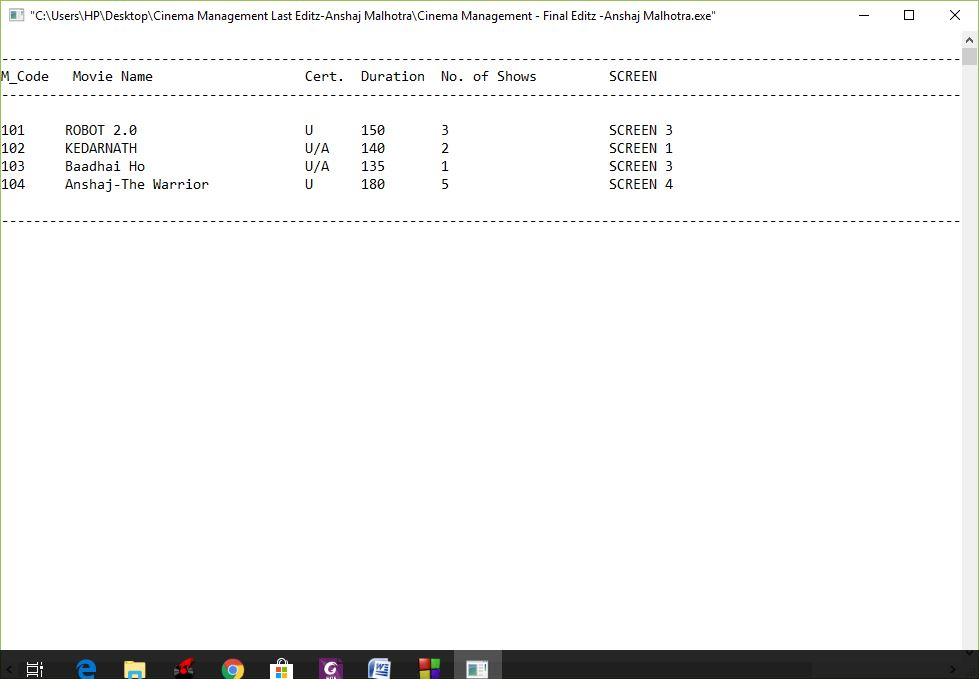 "C:\Users\HP\Desktop\Cinema Management Last Editz-Anshaj Malhotra\Cinema Management - Final Editz -Anshaj Malhotra.exe"
M_Code Movie Name Cert. Duration No. of Shows SCREEN
101 ROBOT 2.0 U 150 3 SCREEN 3
102 KEDARNATH U/A 140 2 SCREEN 1
103 Baadhai Ho U/A 135 1 SCREEN 3
104 Anshaj-The Warrior U 180 5 SCREEN 4